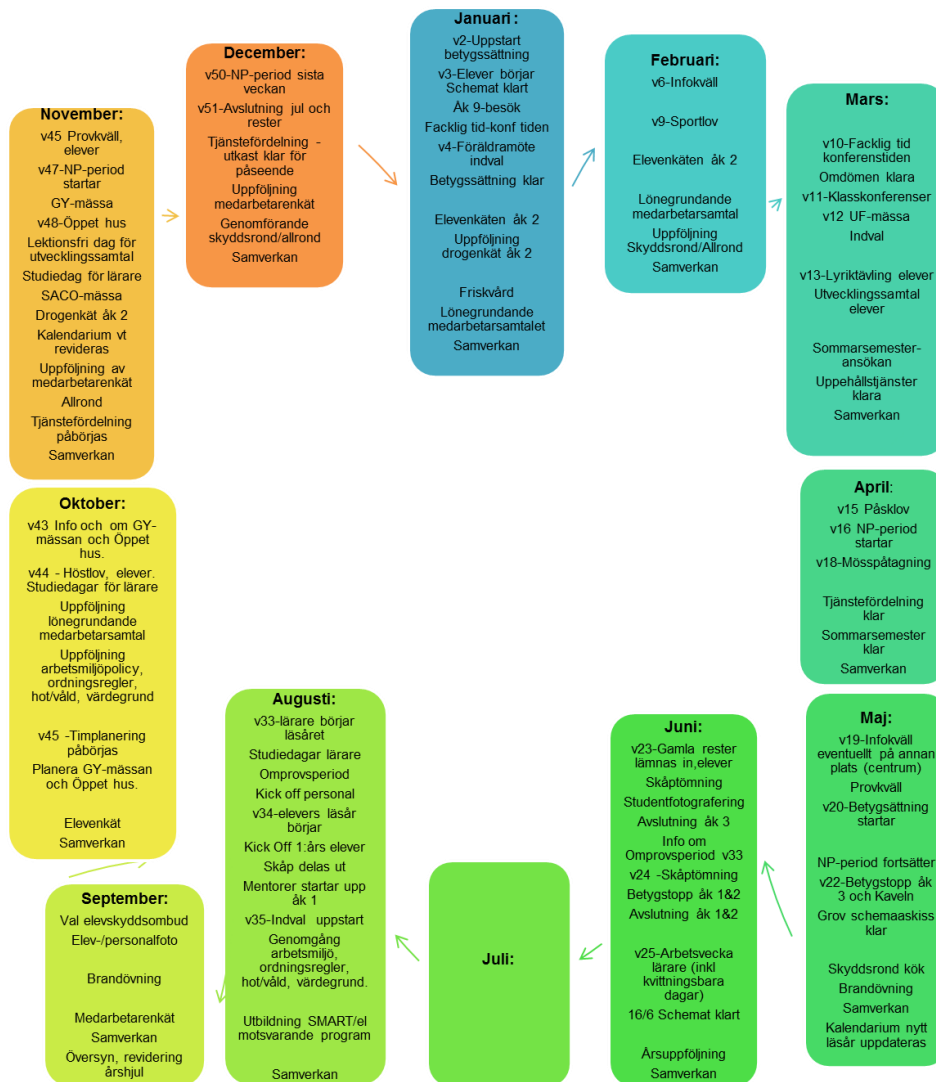 Januari:
v2-Uppstart
betygssättning
v3-Elever börjar
Schemat klart
Åk 9-besök
Facklig tid-konf tiden
v4-Föräldramöte
indval
Betygssättning klar
Elevenkäten åk 2
Uppföljning
drogenkät åk 2
Friskvård
Lönegrundande
medarbetarsamtalet
Samverkan
Februari:
v6-Infokväll
v9-Sportlov
Elevenkäten åk 2
Lönegrundande
medarbetarsamtal
Uppföljning
Skyddsrond/Allrond
Samverkan
Mars:
v10-Facklig tid
konferenstiden
Omdömen klara
v11-Klasskonferenser
v12 UF-mässa
Indval
v13-Lyriktävling elever
Utvecklingssamtal
elever
Sommarsemester-
ansökan
Uppehållstjänster
klara
Samverkan
April:
v15 Påsklov
v16 NP-period
startar
v18-Mösspåtagning
Tjänstefördelning
klar
Sommarsemester
klar
Samverkan
Maj:
v19-Infokväll
eventuellt på annan
plats (centrum)
Provkväll
v20-Betygsättning
startar
NP-period fortsätter
v22-Betygstopp åk
3 och Kaveln
Grov schemaaskiss
klar
Skyddsrond kök
Brandövning
Samverkan
Kalendarium nytt
läsår uppdateras
Juni:
v23-Gamla rester
lämnas in,elever
Skåptömning
Studentfotografering
Avslutning åk 3
Info om
Omprovsperiod v33
v24 -Skåptömning
Betygstopp åk 1&2
Avslutning åk 1&2
v25-Arbetsvecka
lärare (inkl
kvittningsbara
dagar)
16/6 Schemat klart
Årsuppföljning
Samverkan
Juli:
Augusti:
v33-lärare börjar
läsåret
Studiedagar lärare
Omprovsperiod
Kick off personal
v34-elevers läsår
börjar
Kick Off 1:års elever
Skåp delas ut
Mentorer startar upp
åk 1
v35-Indval uppstart
Genomgång
arbetsmiljö,
ordningsregler,
hot/våld, värdegrund.
Utbildning SMART/el
motsvarande program
Samverkan
September:
Val elevskyddsombud
Elev-/personalfoto
Brandövning
Medarbetarenkät
Samverkan
Översyn, revidering
årshjul
Oktober:
v43 Info och om GY-
mässan och Öppet
hus.
v44 - Höstlov, elever.
Studiedagar för lärare
Uppföljning
lönegrundande
medarbetarsamtal
Uppföljning
arbetsmiljöpolicy,
ordningsregler,
hot/våld, värdegrund
v45 -Timplanering
påbörjas
Planera GY-mässan
och Öppet hus.
Elevenkät
Samverkan
November:
v45 Provkväll,
elever
v47-NP-period
startar
GY-mässa
v48-Öppet hus
Lektionsfri dag för
utvecklingssamtal
Studiedag för lärare
SACO-mässa
Drogenkät åk 2
Kalendarium vt
revideras
Uppföljning av
medarbetarenkät
Allrond
Tjänstefördelning
påbörjas
Samverkan
December:
v50-NP-period sista
veckan
v51-Avslutning jul och
rester
Tjänstefördelning -
utkast klar för
påseende
Uppföljning
medarbetarenkät
Genomförande
skyddsrond/allrond
Samverkan